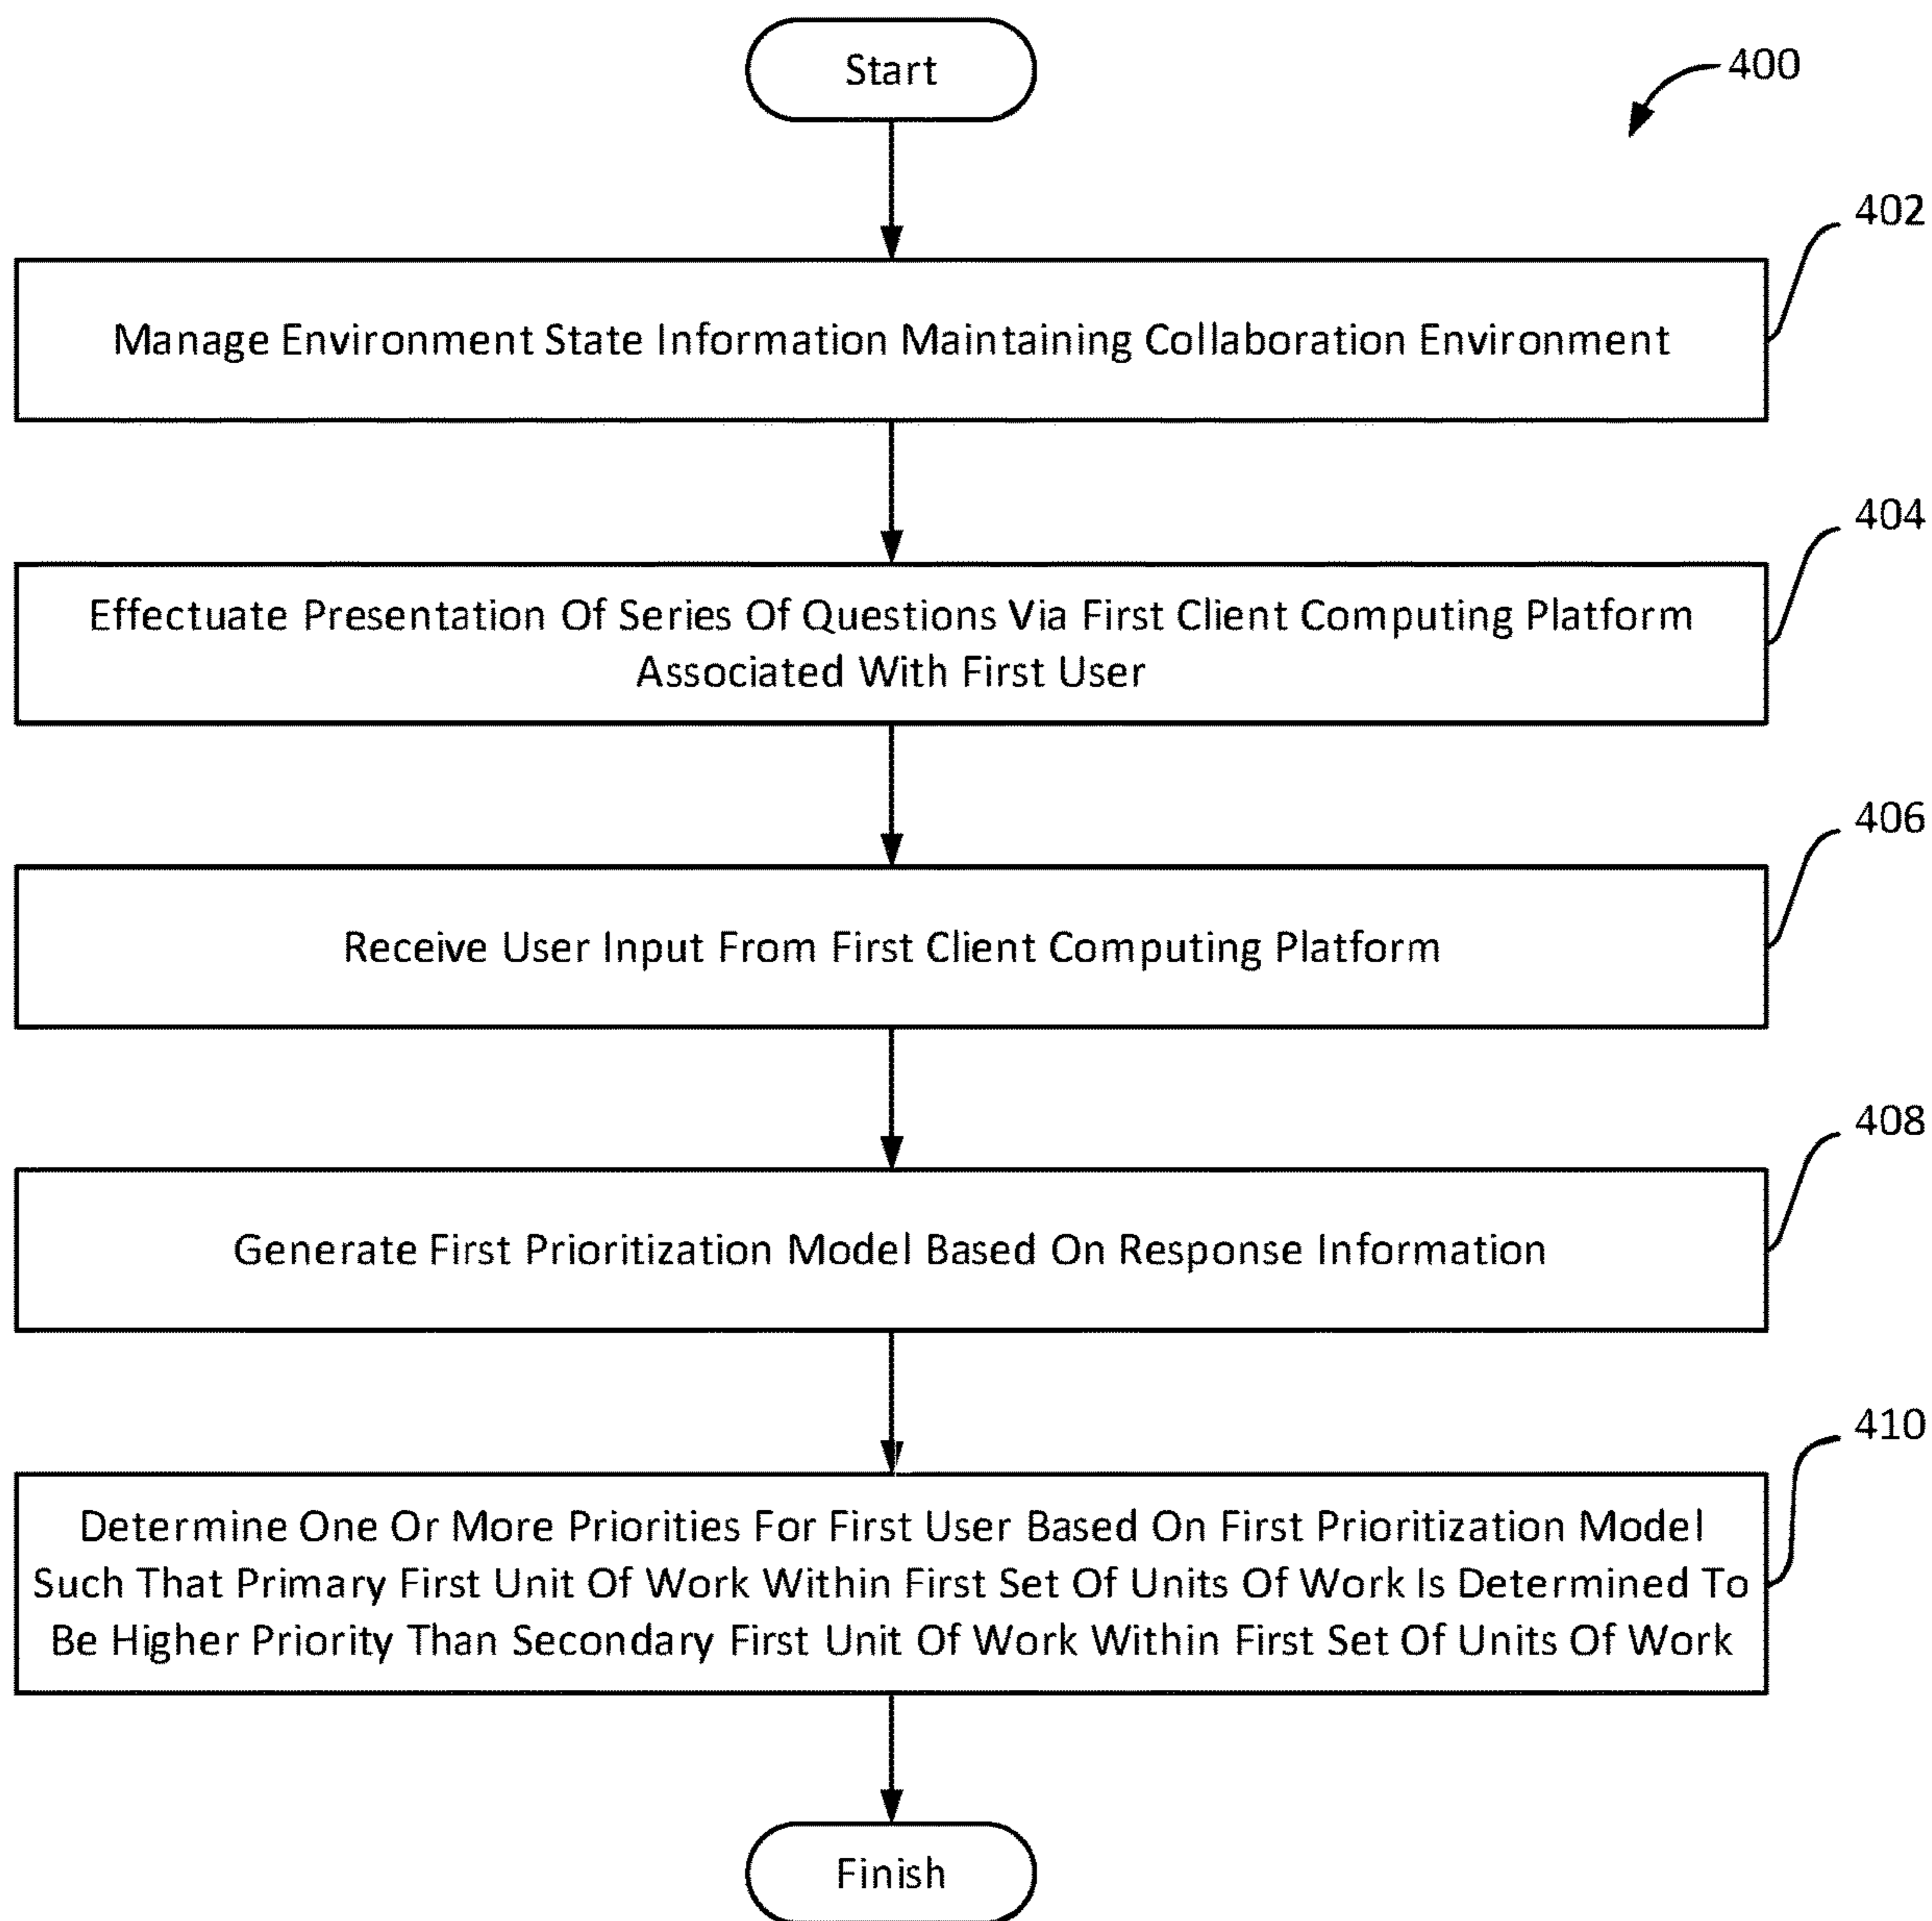 Start
400
402
Manage Environment State Information Maintaining Collaboration Environment
404
Effectuate Presentation Of Series Of Questions Via First Client Computing Platform
Associated With First User
406
Receive User Input From First Client Computing Platform
408
Generate First Prioritization Model Based On Response Information
410
Determine One Or More Priorities For First User Based On First Prioritization Model
Such That Primary First Unit Of Work Within First Set Of Units Of Work Is Determined To
Be Higher Priority Than Secondary First Unit Of Work Within First Set Of Units Of Work
Finish